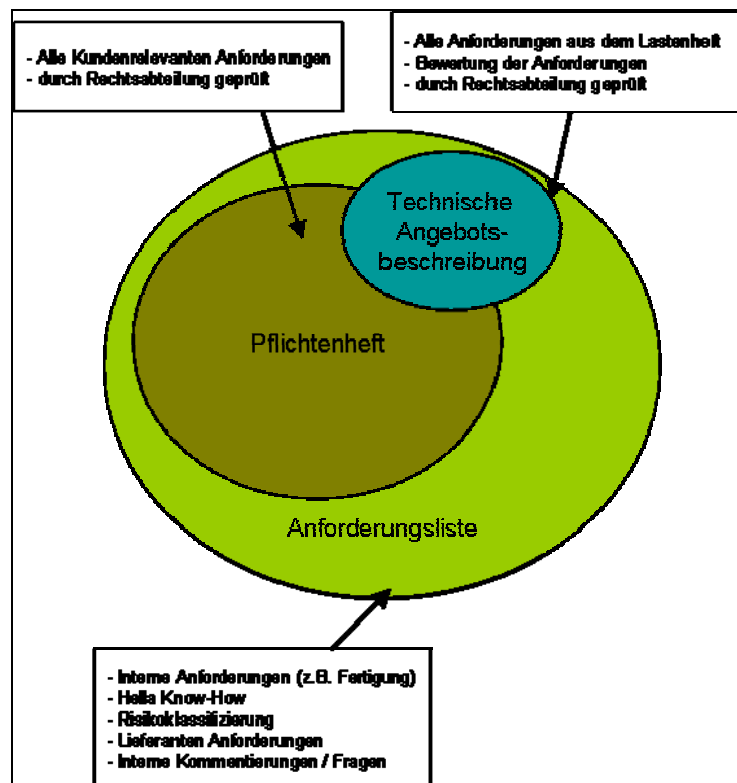 - Alle Kundenrelevanten Anforderungen
- durch Rechtsabteilung geprüft
- Alle Anforderungen aus dem Lastenheft
- Bewertung der Anforderungen
- durch Rechtsabteilung geprüft
Technische
Angebots-
beschreibung
Pflichtenheft
Anforderungsliste
- Interne Anforderungen (z.B. Fertigung)
- Hella Know-How
- Risikoklassifizierung
- Lieferanten Anforderungen
- Interne Kommentierungen / Fragen